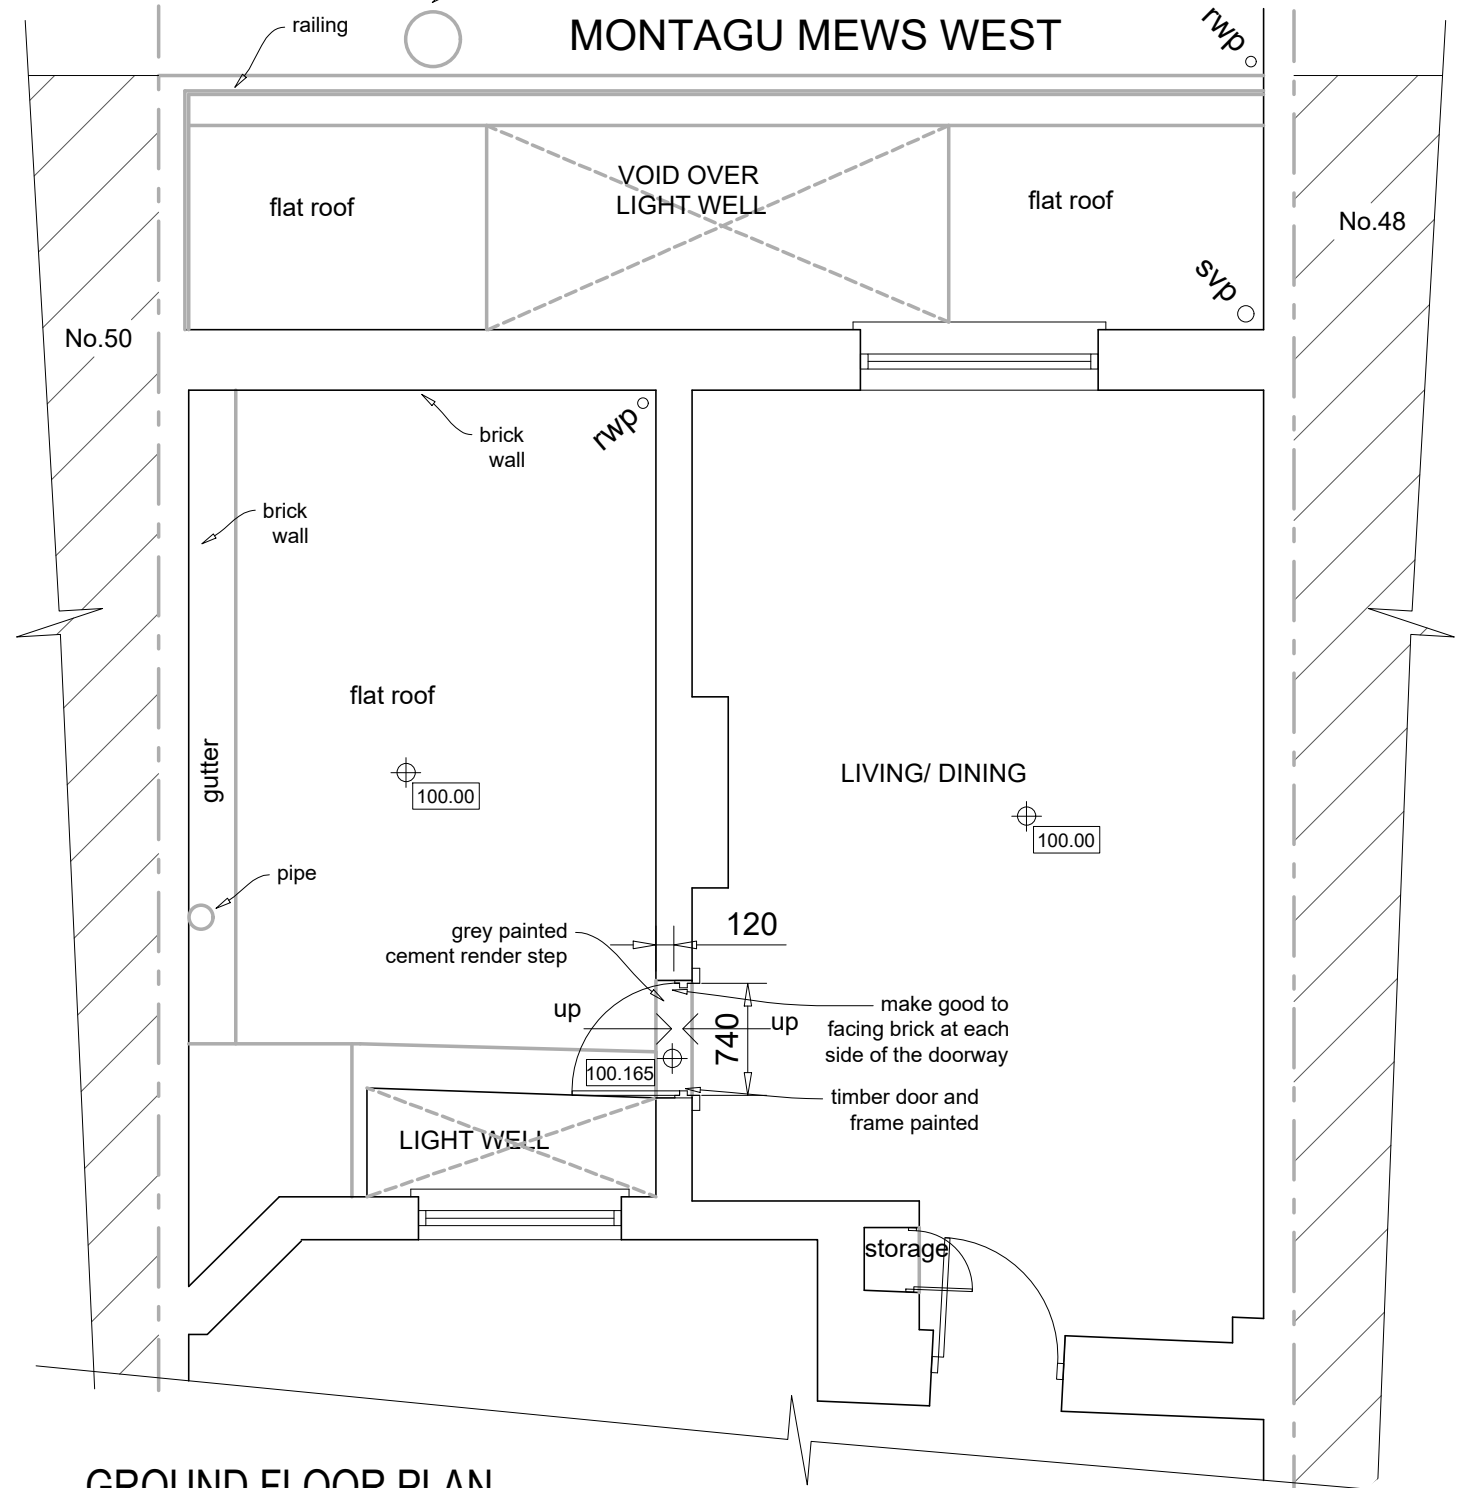 railing
MONTAGU MEWS WEST
rwp
VOID OVER
LIGHT WELL
flat roof
flat roof
No.48
svp
No.50
rwp
brick
wall
brick
wall
flat roof
gutter
100.00
LIVING/ DINING
100.00
pipe
120
grey painted
cement render step
up
740
up
make good to
facing brick at each
side of the doorway
100.165
timber door and
frame painted
LIGHT WELL
storage
GROUND FLOOR PLAN